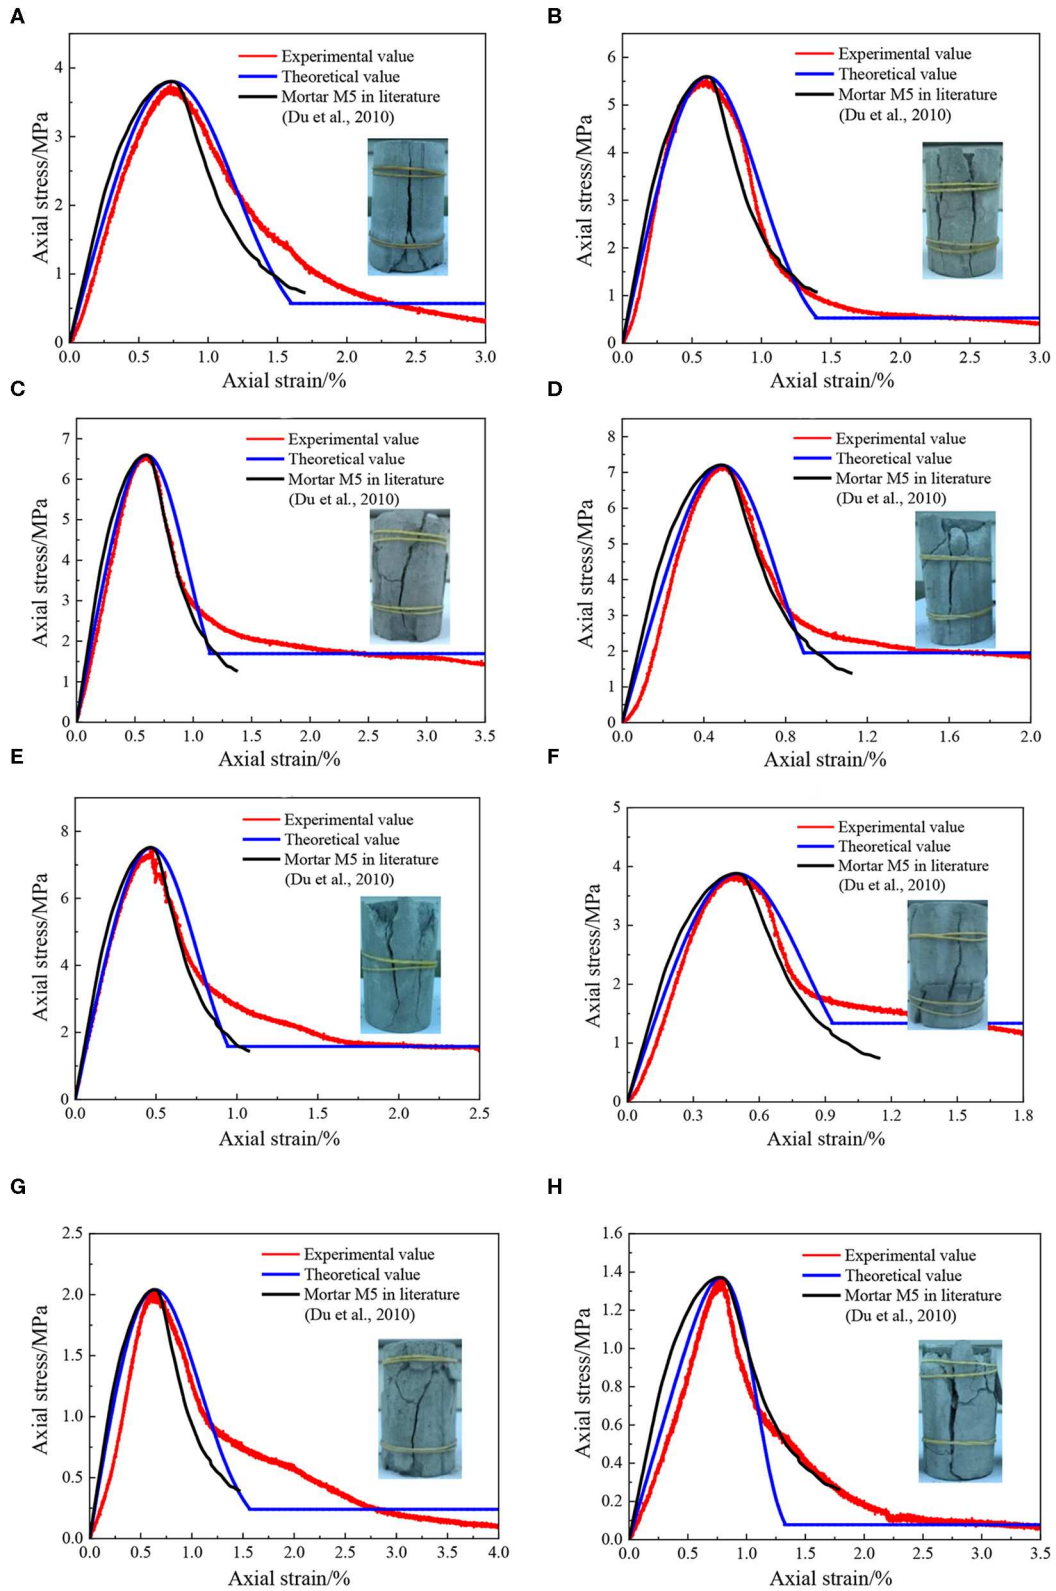 A
Axial stress/MPa
4
3
2
1
0
Experimental value
Theoretical value
Mortar M5 in literature
(Du et al., 2010)
0.0 0.5 1.0 1.5 2.0 2.5 3.0
Axial strain/%
B
Axial stress/MPa
6
5
4
3
2
1
0
Experimental value
Theoretical value
Mortar M5 in literature
(Du et al., 2010)
0.0 0.5 1.0 1.5 2.0 2.5 3.0
Axial strain/%
C
Axial stress/MPa
7
6
5
4
3
2
1
0
Experimental value
Theoretical value
Mortar M5 in literature
(Du et al., 2010)
0.0 0.5 1.0 1.5 2.0 2.5 3.0 3.5
Axial strain/%
D
Axial stress/MPa
8
7
6
5
4
3
2
1
0
Experimental value
Theoretical value
Mortar M5 in literature
(Du et al., 2010)
0.0 0.4 0.8 1.2 1.6 2.0
Axial strain/%
E
Axial stress/MPa
8
6
4
2
0
Experimental value
Theoretical value
Mortar M5 in literature
(Du et al., 2010)
0.0 0.5 1.0 1.5 2.0 2.5
Axial strain/%
F
Axial stress/MPa
5
4
3
2
1
0
Experimental value
Theoretical value
Mortar M5 in literature
(Du et al., 2010)
0.0 0.3 0.6 0.9 1.2 1.5 1.8
Axial strain/%
G
Axial stress/MPa
2.5
2.0
1.5
1.0
0.5
0.0
Experimental value
Theoretical value
Mortar M5 in literature
(Du et al., 2010)
0.0 0.5 1.0 1.5 2.0 2.5 3.0 3.5 4.0
Axial strain/%
H
Axial stress/MPa
1.6
1.4
1.2
1.0
0.8
0.6
0.4
0.2
0.0
Experimental value
Theoretical value
Mortar M5 in literature
(Du et al., 2010)
0.0 0.5 1.0 1.5 2.0 2.5 3.0 3.5
Axial strain/%